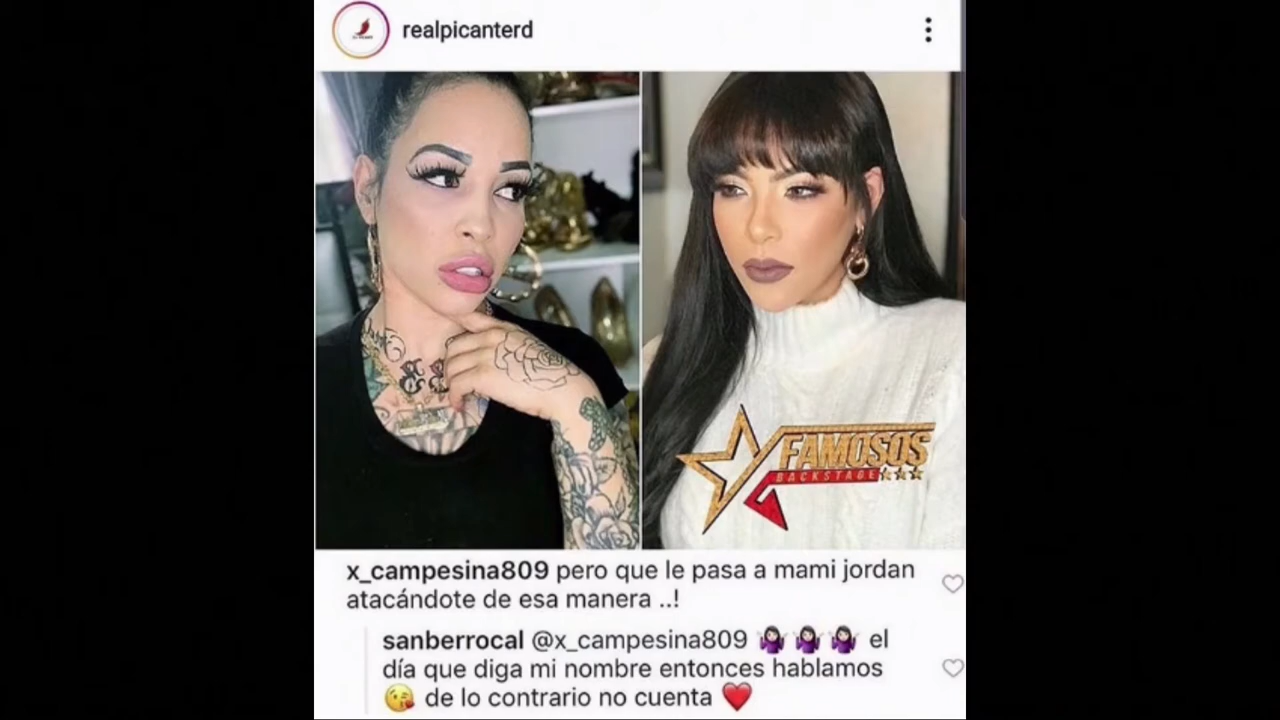 realpicanterd
FAMOSOS
BACKSTAGE
x_campesina809 pero que le pasa a mami jordan
atacándote de esa manera ..!
sanberrocal @x_campesina809 🤷🏻‍♀️🤷🏻‍♀️🤷🏻‍♀️ el
día que diga mi nombre entonces hablamos
😘 de lo contrario no cuenta ❤️